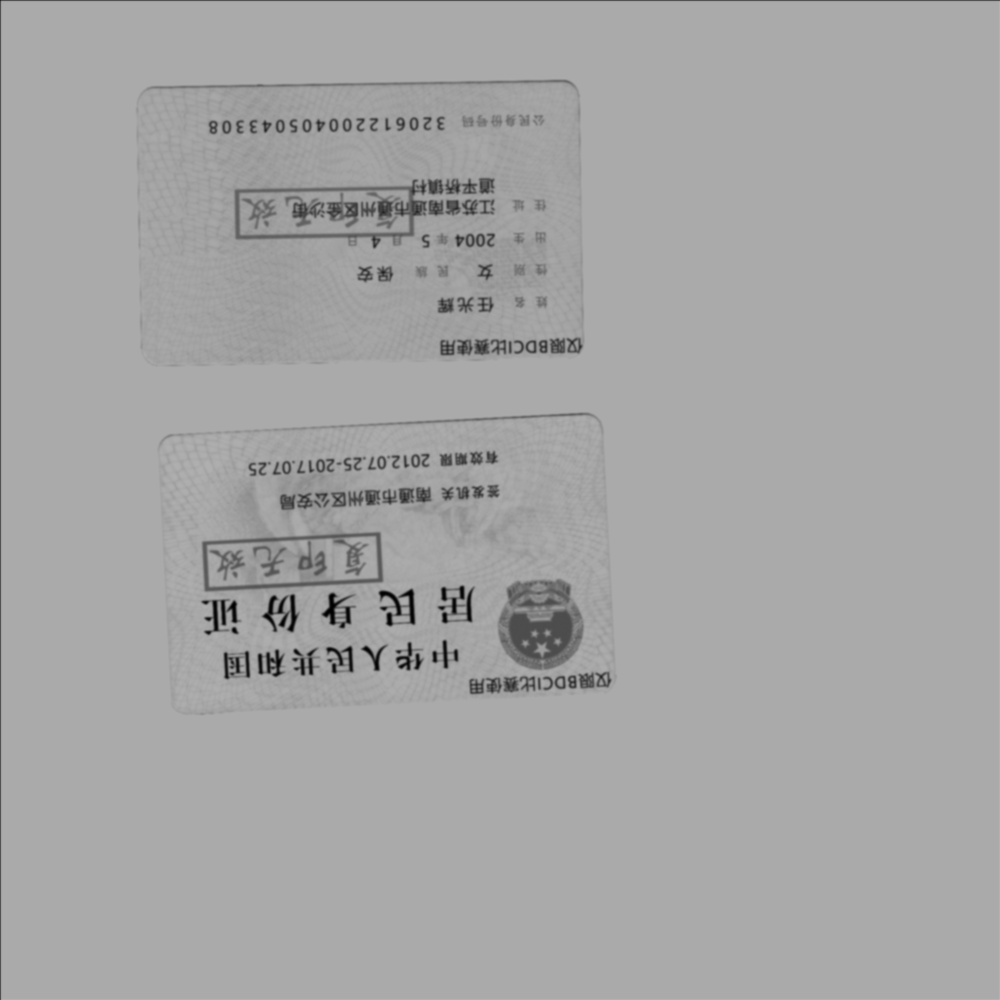 仅限BDCI比赛使用
中华人民共和国
居民身份证
复印无效
签发机关 南通市通州区公安局
有效期限 2012.07.25-2017.07.25
仅限BDCI比赛使用
姓名 任光辉
性别 女 民族 保安
出生 2004年5月4日
住址 江苏省南通市通州区金沙街
道平桥镇村
复印无效
公民身份号码 320612200405043308